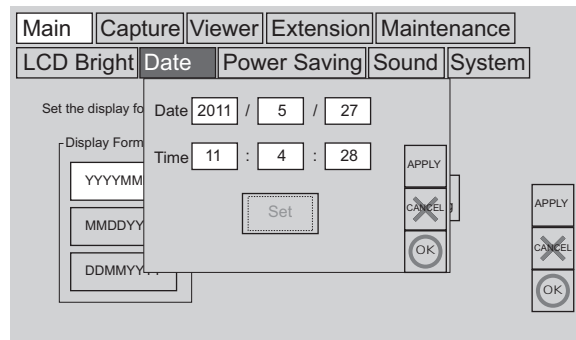 Main Capture Viewer Extension Maintenance
LCD Bright Date Power Saving Sound System
Set the display fo
Date 2011 / 5 / 27
Display Form
Time 11 : 4 : 28
APPLY
YYYYMM
Set
CANCEL
g
APPLY
MMDDYY
OK
CANCEL
DDMMYYYY
OK